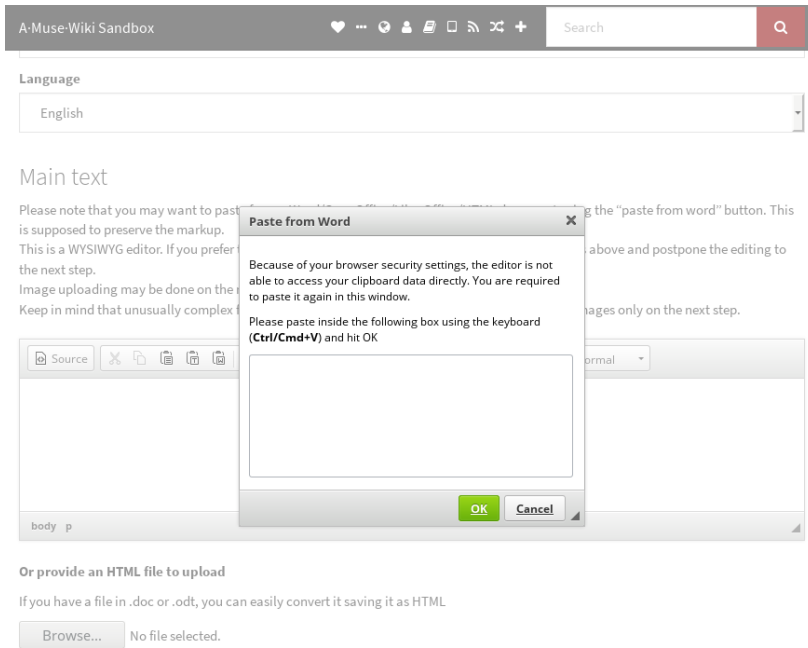 A·Muse·Wiki Sandbox
Search
Language
English
Main text
Please note that you may want to past
g the “paste from word” button. This
is supposed to preserve the markup.
This is a WYSIWYG editor. If you prefer
s above and postpone the editing to
the next step.
Image uploading may be done on the
Keep in mind that unusually complex
mages only on the next step.
Paste from Word
Because of your browser security settings, the editor is not
able to access your clipboard data directly. You are required
to paste it again in this window.
Please paste inside the following box using the keyboard
(Ctrl/Cmd+V) and hit OK
Source
ormal
OK
Cancel
body p
Or provide an HTML file to upload
If you have a file in .doc or .odt, you can easily convert it saving it as HTML
Browse...
No file selected.